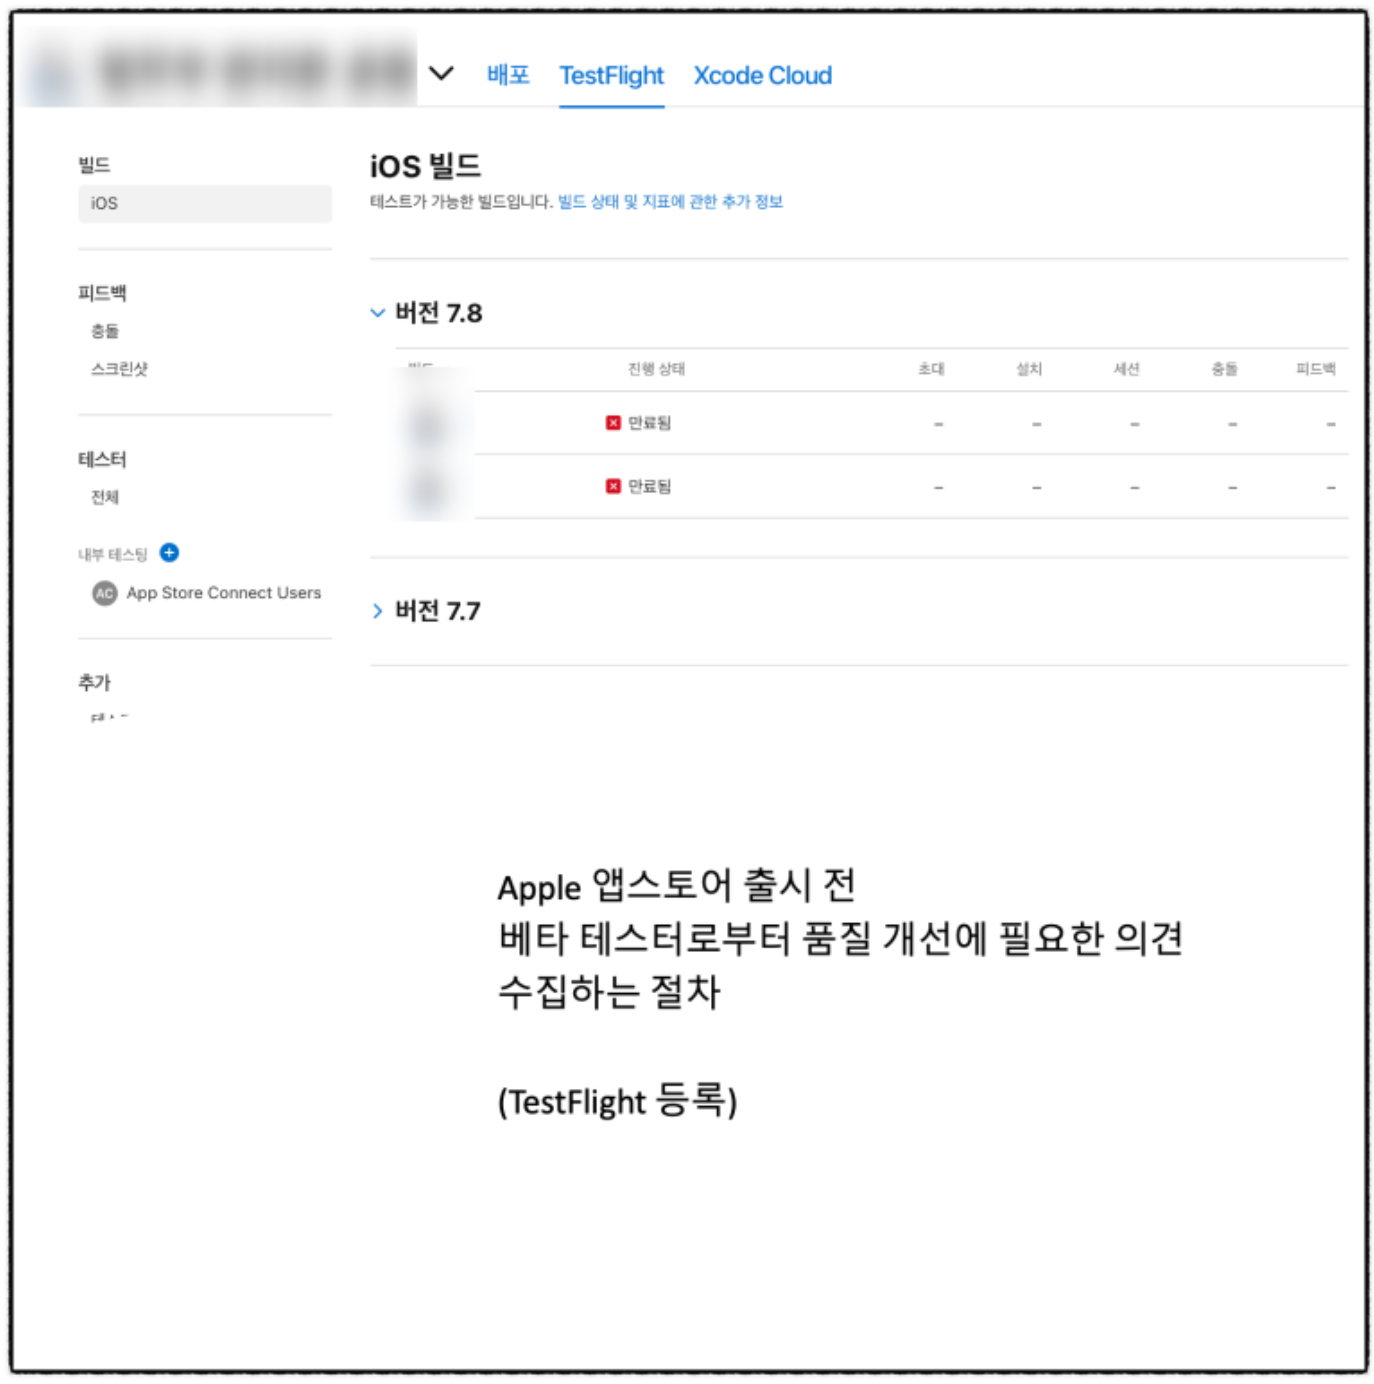 배포 TestFlight Xcode Cloud
빌드
iOS
피드백
충돌
스크린샷
테스터
전체
내부 테스팅
AC App Store Connect Users
추가
iOS 빌드
테스트가 가능한 빌드입니다. 빌드 상태 및 지표에 관한 추가 정보
버전 7.8
진행 상태 초대 설치 세션 충돌 피드백
만료됨 – – – – –
만료됨 – – – – –
버전 7.7
Apple 앱스토어 출시 전
베타 테스터로부터 품질 개선에 필요한 의견
수집하는 절차
(TestFlight 등록)